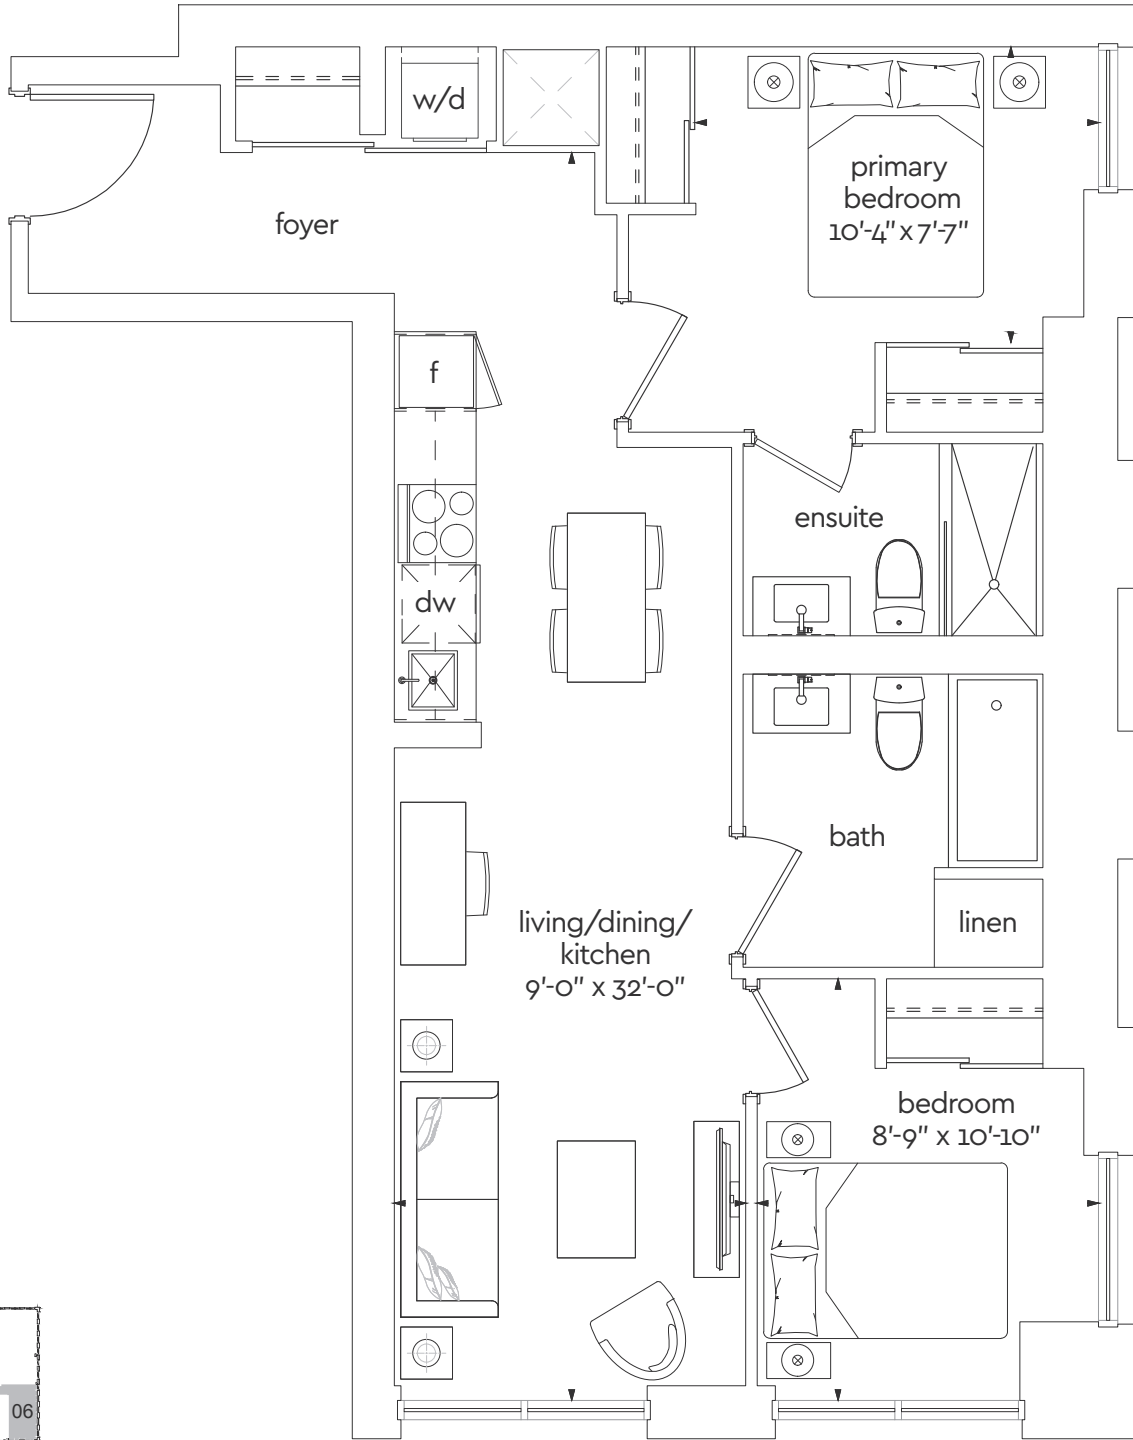 w/d
primary
bedroom
10'-4" x 7'-7"
foyer
f
ensuite
dw
bath
living/dining/
kitchen
9'-0" x 32'-0"
linen
bedroom
8'-9" x 10'-10"
06